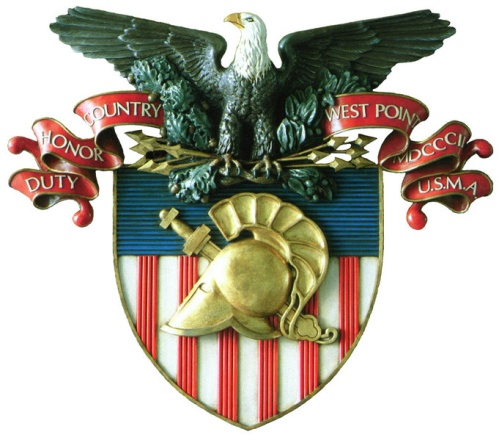 DUTY
HONOR
COUNTRY
WEST POINT
MDCCCII
U.S.M.A